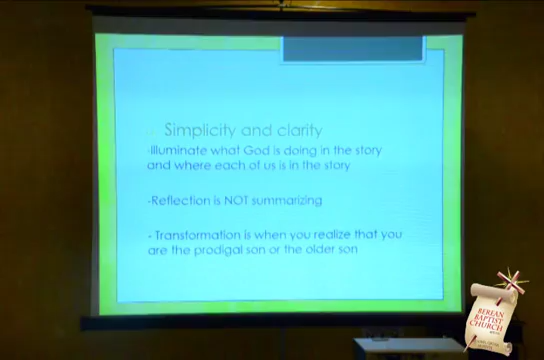 Simplicity and clarity
-Illuminate what God is doing in the story
and where each of us is in the story
-Reflection is NOT summarizing
- Transformation is when you realize that you
are the prodigal son or the older son
BEREAN
BAPTIST
CHURCH